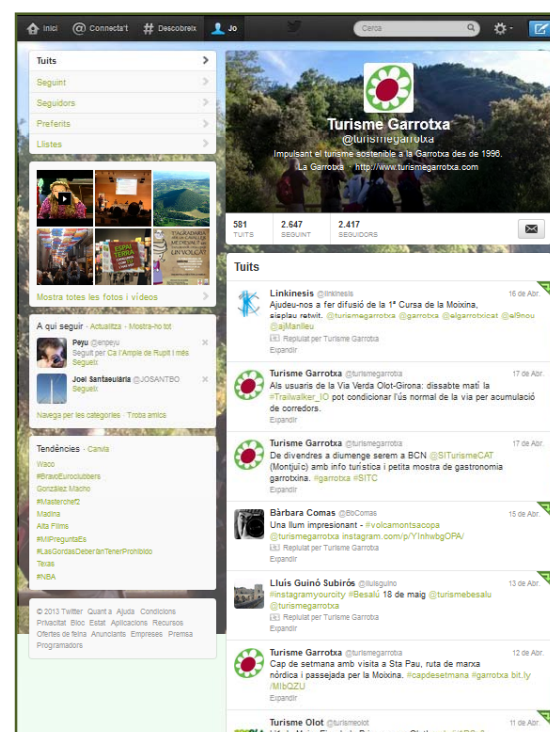 Inici @ Connecta't # Descobreix Jo Cerca
Tuits
Seguint
Seguidors
Preferits
Llistes
Mostra totes les fotos i vídeos
A qui seguir · Actualitza · Mostra-ho tot
Peyu @enpeyu
Seguit per Ca l'Ample de Rupit i més
Segueix
Joel Santaeulària @JOSANTBO
Segueix
Navega per les categories · Troba amics
Tendències · Canvia
Waco
#BravoEuroclubbers
González Macho
#Masterchef2
Madina
Alta Films
#MIPreguntaEs
#LasGordasDeberíanTenerProhibido
Texas
#NBA
© 2013 Twitter Quant a Ajuda Condicions
Privacitat Bloc Estat Aplicacions Recursos
Ofertes de feina Anunciants Empreses Premsa
Programadors
Turisme Garrotxa
@turismegarrotxa
Impulsant el turisme sostenible a la Garrotxa des de 1996.
La Garrotxa · http://www.turismegarrotxa.com
581 2.647 2.417
TUITS SEGUINT SEGUIDORS
Tuits
Linkinesis @linkinesis 16 de Abr.
Ajudeu-nos a fer difusió de la 1ª Cursa de la Moixina,
sisplau retwit. @turismegarrotxa @garrotxa @elgarrotxicat @el9nou
@ajManlleu
Repiulat per Turisme Garrotxa
Expandir
Turisme Garrotxa @turismegarrotxa 17 de Abr.
Als usuaris de la Via Verda Olot-Girona: dissabte matí la
#Trailwalker_IO pot condicionar l'ús normal de la via per acumulació
de corredors.
Expandir
Turisme Garrotxa @turismegarrotxa 17 de Abr.
De divendres a diumenge serem a BCN @SITurismeCAT
(Montjuïc) amb info turística i petita mostra de gastronomia
garrotxina. #garrotxa #SITC
Expandir
Bàrbara Comas @BbComas 15 de Abr.
Una llum impresionant - #volcamontsacopa
@turismegarrotxa instagram.com/p/YInhwbgOPA/
Repiulat per Turisme Garrotxa
Expandir
Lluís Guinó Subirós @lluisguino 13 de Abr.
#instagramyourcity #Besalú 18 de maig @turismebesalu
@turismegarrotxa
Repiulat per Turisme Garrotxa
Expandir
Turisme Garrotxa @turismegarrotxa 12 de Abr.
Cap de setmana amb visita a Sta Pau, ruta de marxa
nòrdica i passejada per la Moixina. #capdesetmana #garrotxa bit.ly
/MIbQZU
Expandir
Turisme Olot @turismeolot 11 de Abr.